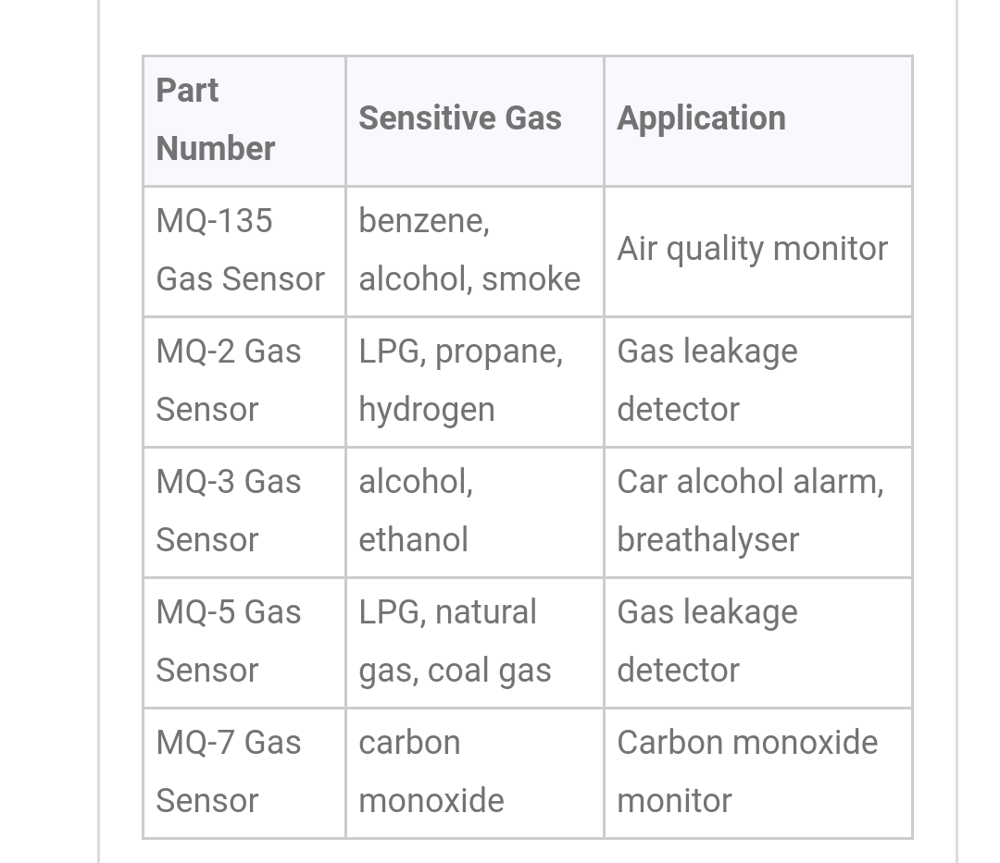 Part
Number
Sensitive Gas
Application
MQ-135
Gas Sensor
benzene,
alcohol, smoke
Air quality monitor
MQ-2 Gas
Sensor
LPG, propane,
hydrogen
Gas leakage
detector
MQ-3 Gas
Sensor
alcohol,
ethanol
Car alcohol alarm,
breathalyser
MQ-5 Gas
Sensor
LPG, natural
gas, coal gas
Gas leakage
detector
MQ-7 Gas
Sensor
carbon
monoxide
Carbon monoxide
monitor